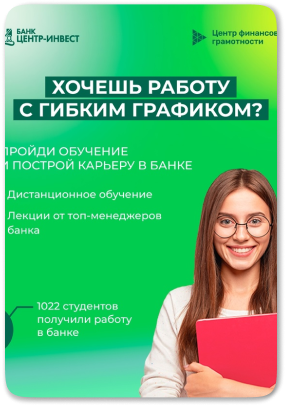 БАНК
ЦЕНТР-ИНВЕСТ
Центр финансов
грамотности
ХОЧЕШЬ РАБОТУ
С ГИБКИМ ГРАФИКОМ?
ПРОЙДИ ОБУЧЕНИЕ
И ПОСТРОЙ КАРЬЕРУ В БАНКЕ
Дистанционное обучение
Лекции от топ-менеджеров
банка
1022 студентов
получили работу
в банке